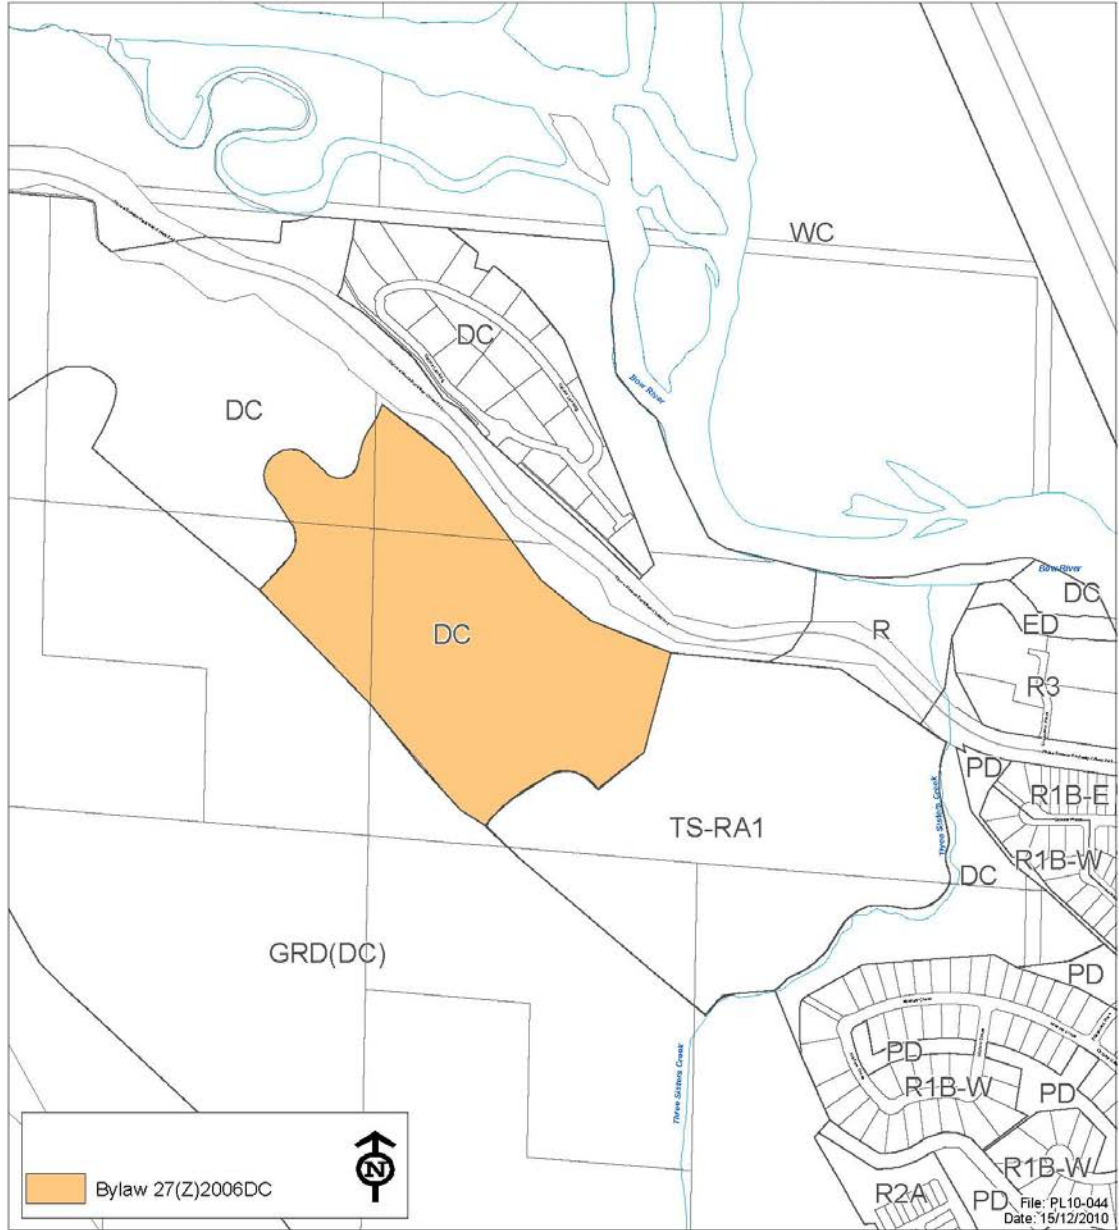 WC
DC
Bow River
DC
Bow River
DC
DC
R
ED
R3
PD
R1B-E
Three Sisters Creek
TS-RA1
R1B-W
DC
GRD(DC)
PD
PD
R1B-W
PD
Three Sisters Creek
R1B-W
R2A
PD
N
Bylaw 27(Z)2006DC
File: PL10-044
Date: 15/12/2010